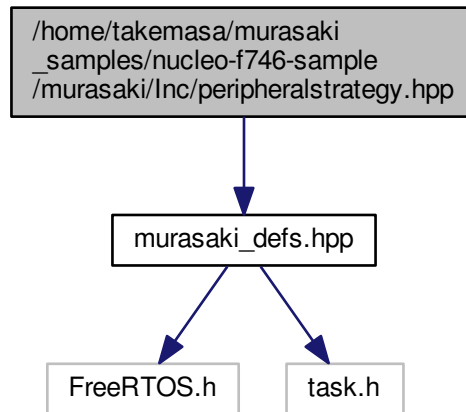 /home/takemasa/murasaki
_samples/nucleo-f746-sample
/murasaki/Inc/peripheralstrategy.hpp
murasaki_defs.hpp
FreeRTOS.h
task.h